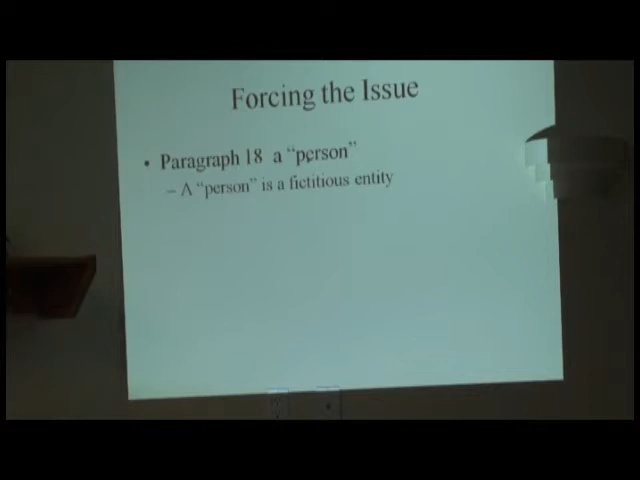 Forcing the Issue
• Paragraph 18 a “person”
– A “person” is a fictitious entity